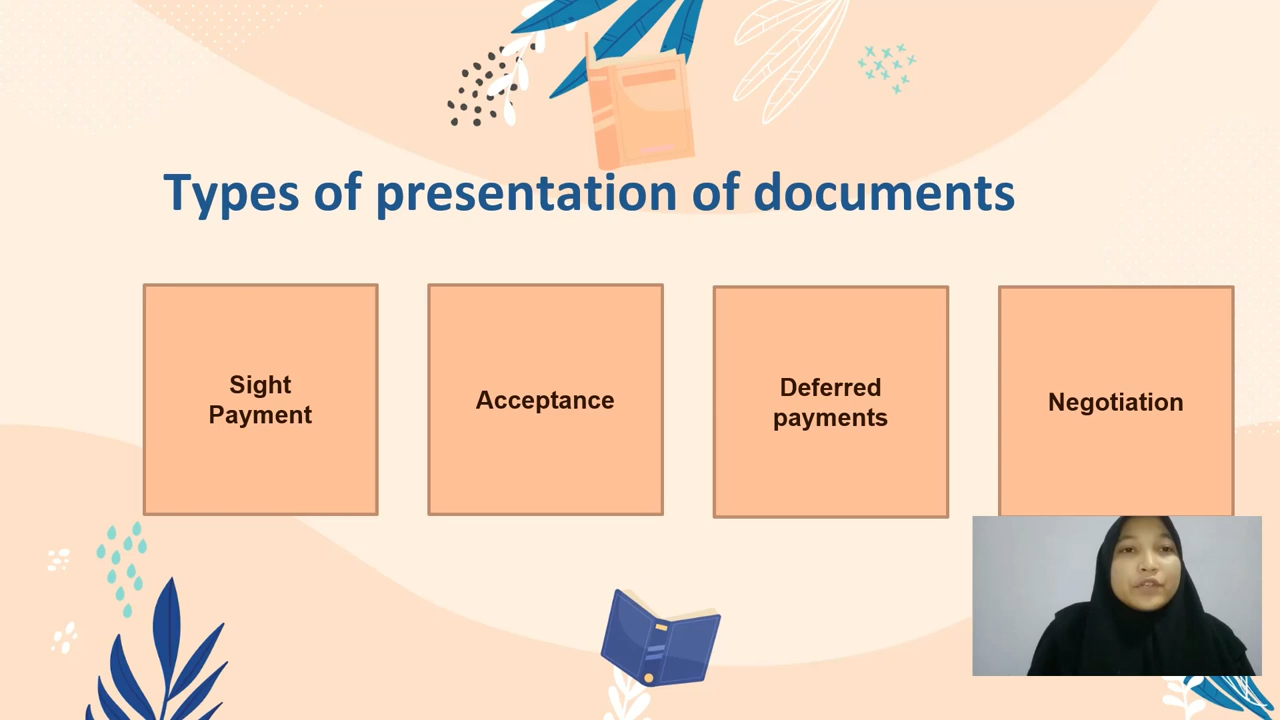 Types of presentation of documents
Sight
Payment
Acceptance
Deferred
payments
Negotiation